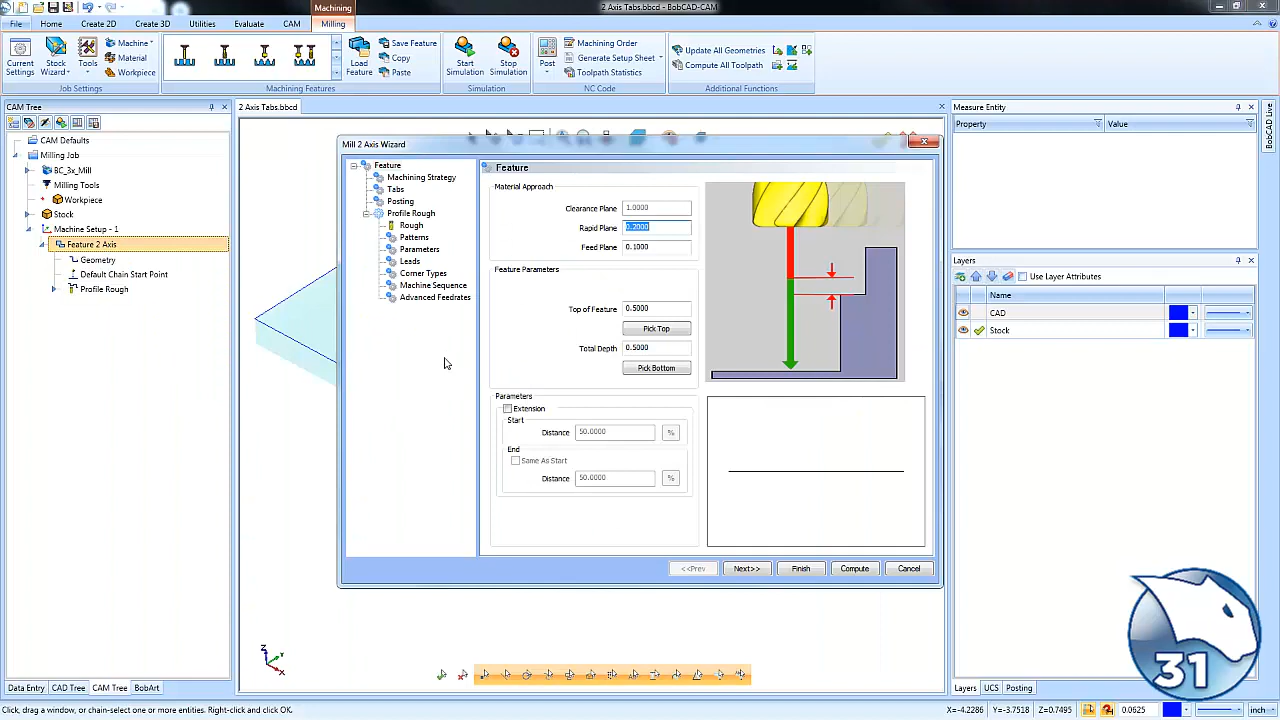 2 Axis Tabs.bbcd - BobCAD-CAM
Machining
File Home Create 2D Create 3D Utilities Evaluate CAM Milling
Current Settings
Stock Wizard
Tools
Machine
Material
Workpiece
Job Settings
Machining Features
Load Feature
Save Feature
Copy
Paste
Start Simulation
Stop Simulation
Simulation
Post
Machining Order
Generate Setup Sheet
Toolpath Statistics
NC Code
Update All Geometries
Compute All Toolpath
Additional Functions
CAM Tree
CAM Defaults
Milling Job
BC_3x_Mill
Milling Tools
Workpiece
Stock
Machine Setup - 1
Feature 2 Axis
Geometry
Default Chain Start Point
Profile Rough
Data Entry CAD Tree CAM Tree BobArt
2 Axis Tabs.bbcd
Mill 2 Axis Wizard
Feature
Machining Strategy
Tabs
Posting
Profile Rough
Rough
Patterns
Parameters
Leads
Corner Types
Machine Sequence
Advanced Feedrates
Feature
Material Approach
Clearance Plane 1.0000
Rapid Plane 0.2000
Feed Plane 0.1000
Feature Parameters
Top of Feature 0.5000
Pick Top
Total Depth 0.5000
Pick Bottom
Parameters
Extension
Start
Distance 50.0000 %
End
Same As Start
Distance 50.0000 %
<<Prev Next>> Finish Compute Cancel
Z
Y
X
Measure Entity
Property Value
Layers
Use Layer Attributes
Name
CAD
Stock
Layers UCS Posting
BobCAD Live
31
Click, drag a window, or chain-select one or more entities. Right-click and click OK.
X=-4.2286 Y=-3.7518 Z=0.7495 0.0625 inch